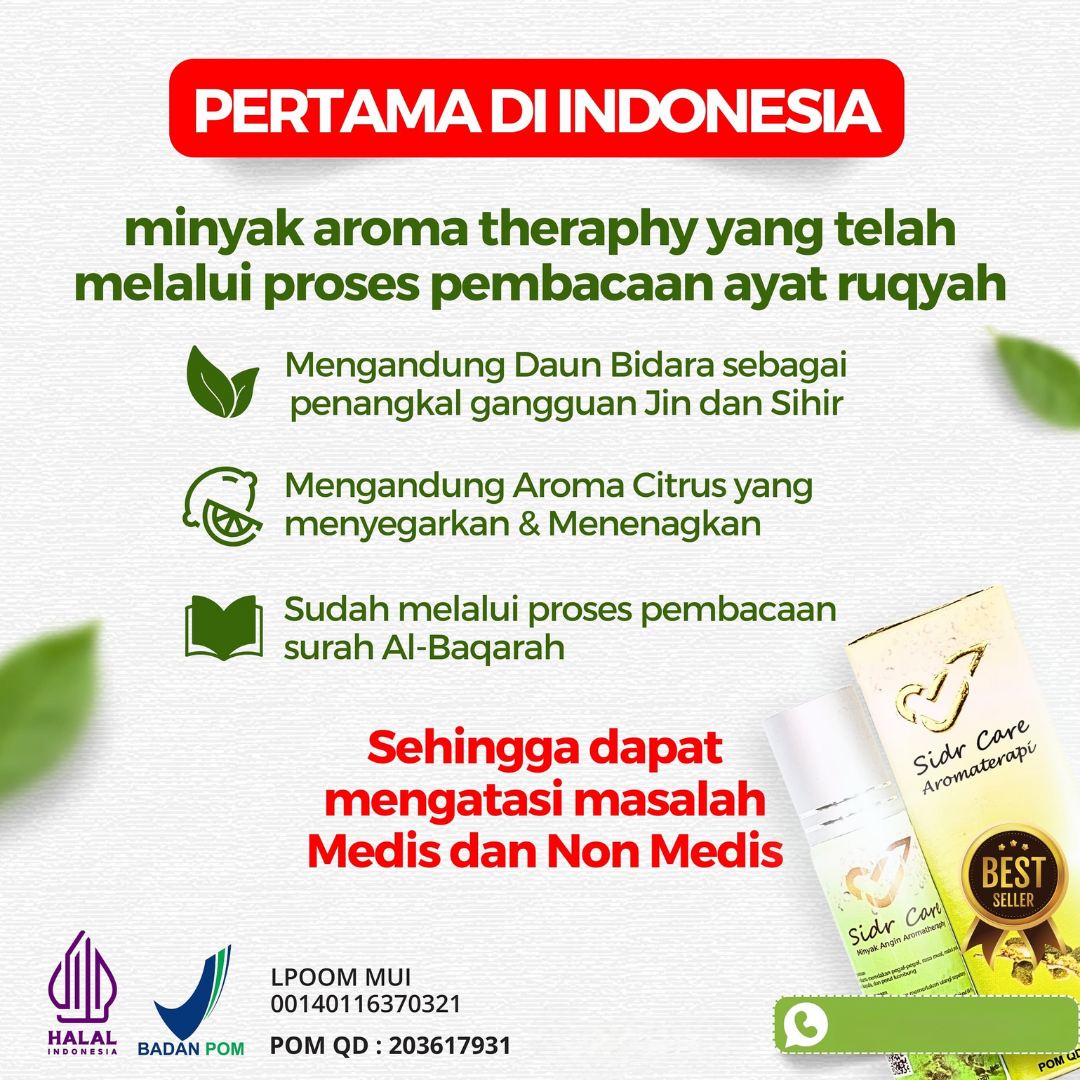 PERTAMA DI INDONESIA
minyak aroma theraphy yang telah
melalui proses pembacaan ayat ruqyah
Mengandung Daun Bidara sebagai
penangkal gangguan Jin dan Sihir
Mengandung Aroma Citrus yang
menyegarkan & Menenagkan
Sudah melalui proses pembacaan
surah Al-Baqarah
Sehingga dapat
mengatasi masalah
Medis dan Non Medis
Sidr Care
Aromaterapi
BEST
SELLER
Sidr Care
Minyak Angin Aromatherapy
HALAL
INDONESIA
BADAN POM
LPOOM MUI
00140116370321
POM QD : 203617931
POM QD